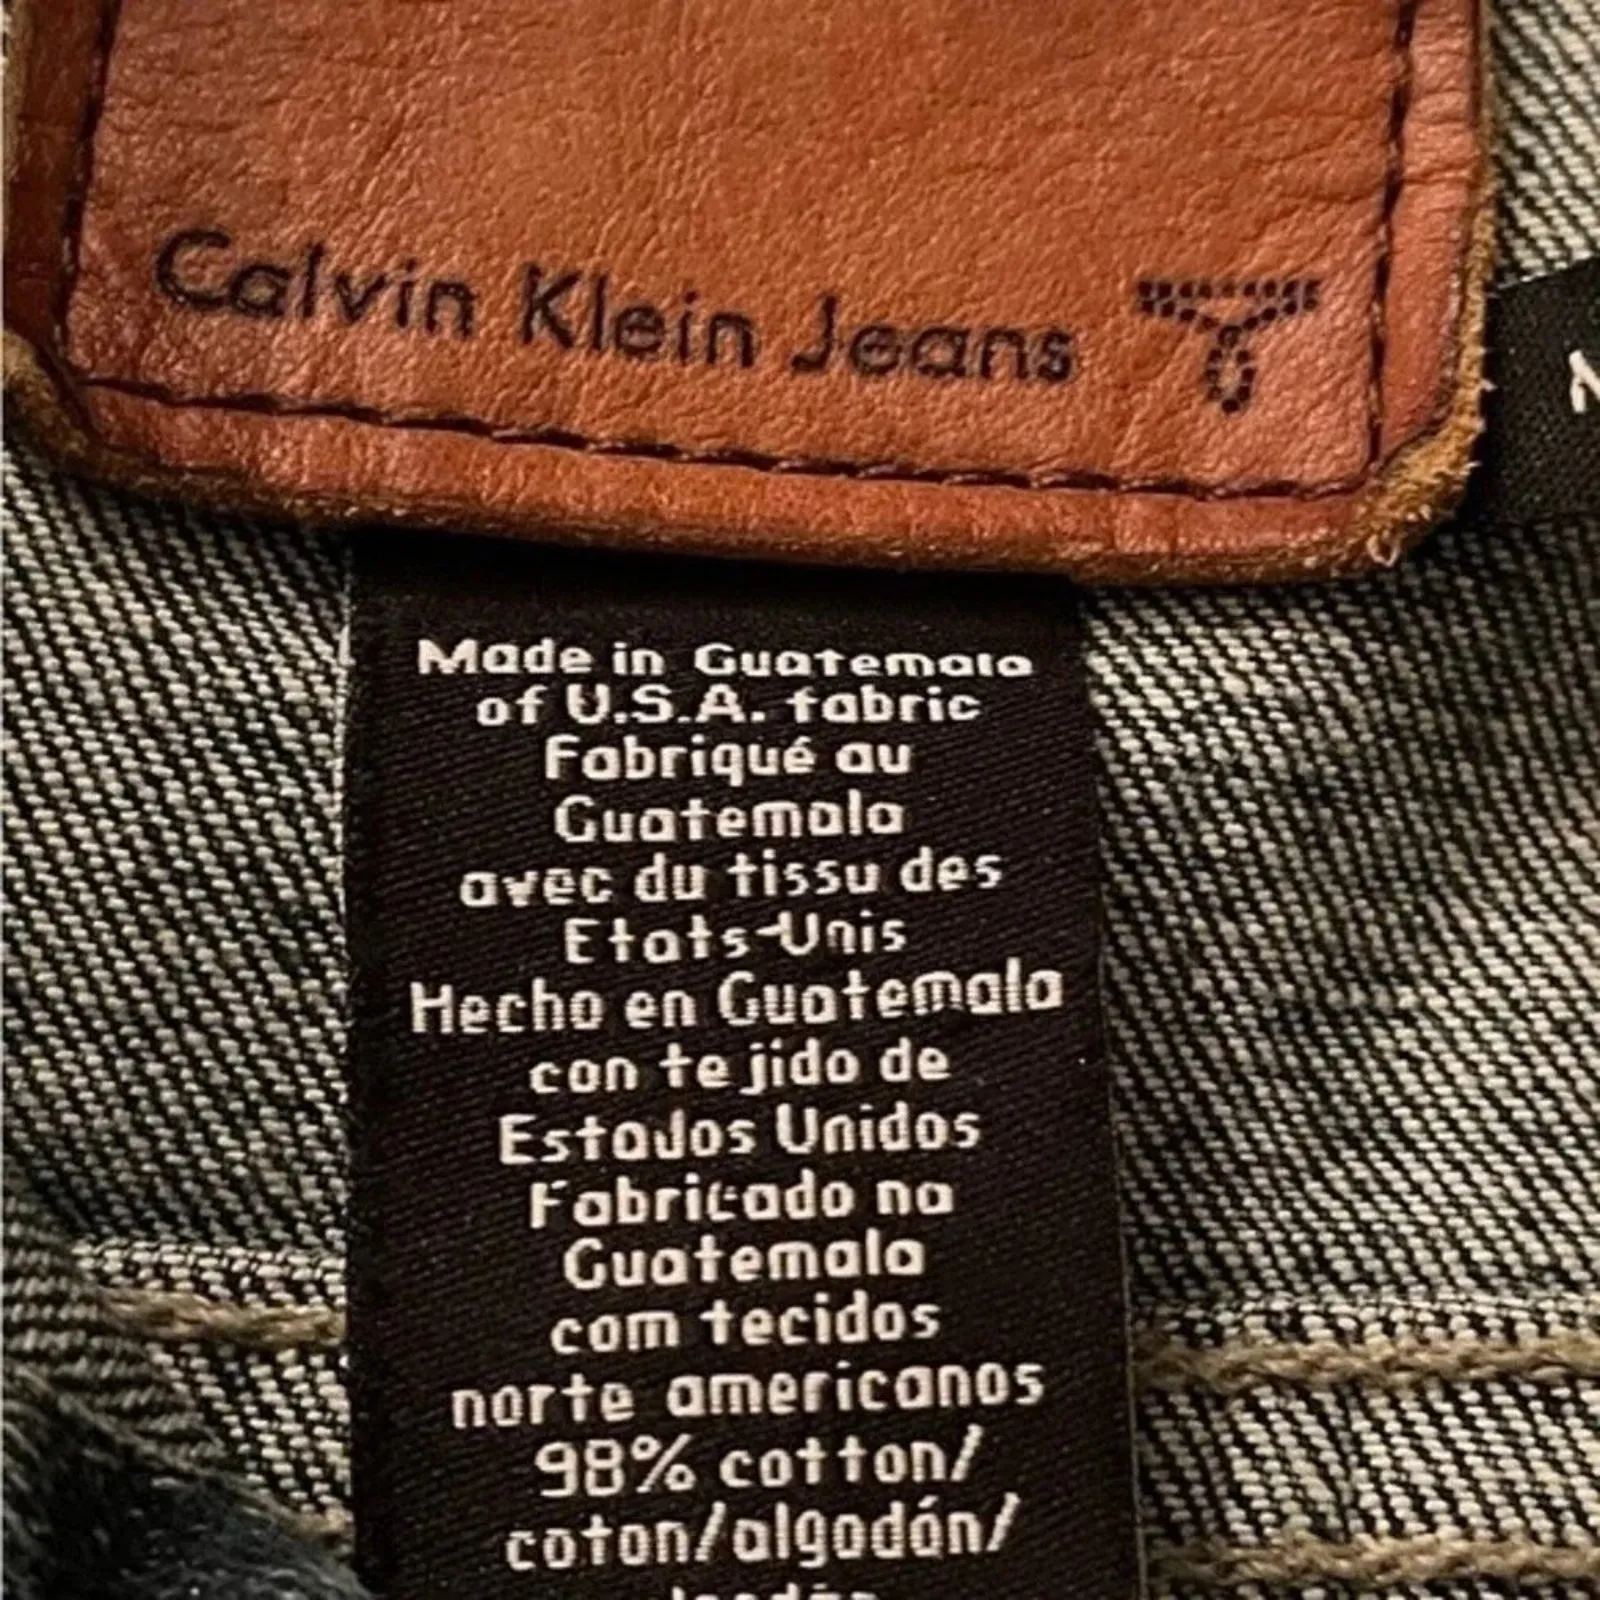 Calvin Klein Jeans
Made in Guatemala
of U.S.A. fabric
Fabriqué au
Guatemala
avec du tissu des
Etats-Unis
Hecho en Guatemala
con tejido de
Estados Unidos
Fabricado na
Guatemala
com tecidos
norte americanos
98% cotton/
coton/algodón/